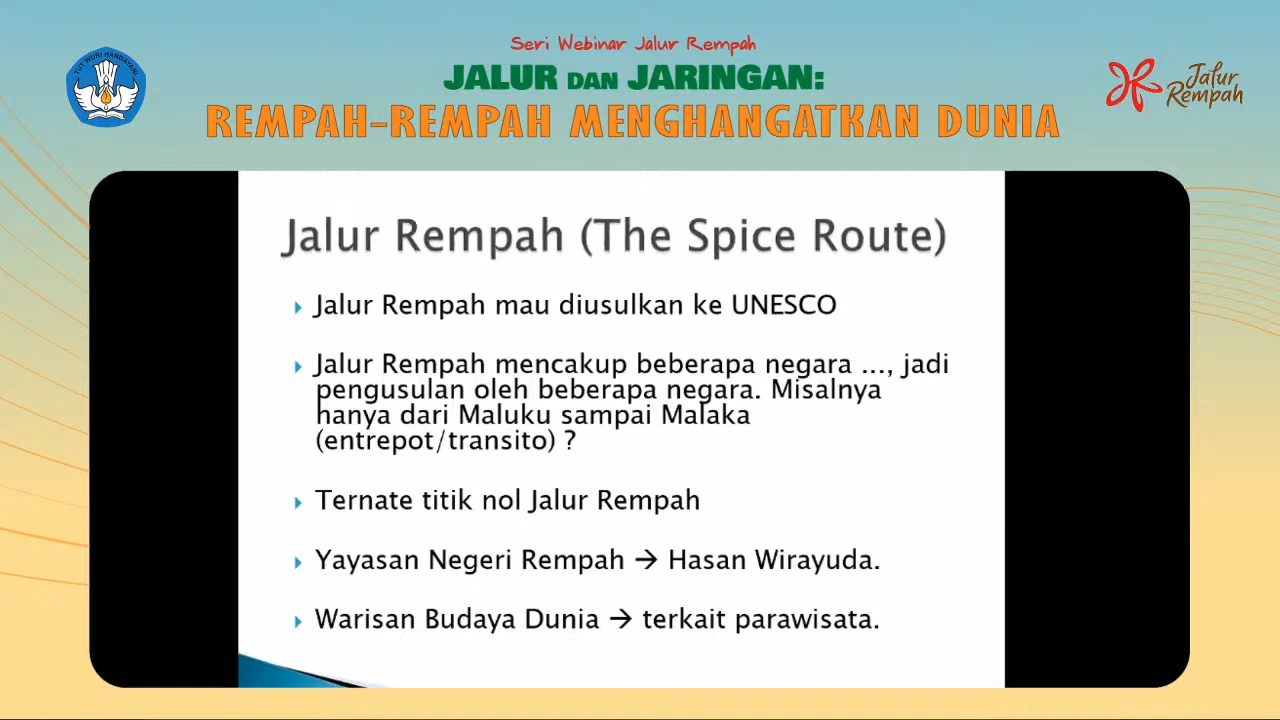 Seri Webinar Jalur Rempah
JALUR DAN JARINGAN:
REMPAH-REMPAH MENGHANGATKAN DUNIA
TUT WURI HANDAYANI
Jalur
Rempah
Jalur Rempah (The Spice Route)
Jalur Rempah mau diusulkan ke UNESCO
Jalur Rempah mencakup beberapa negara ..., jadi
pengusulan oleh beberapa negara. Misalnya
hanya dari Maluku sampai Malaka
(entrepot/transito) ?
Ternate titik nol Jalur Rempah
Yayasan Negeri Rempah → Hasan Wirayuda.
Warisan Budaya Dunia → terkait parawisata.